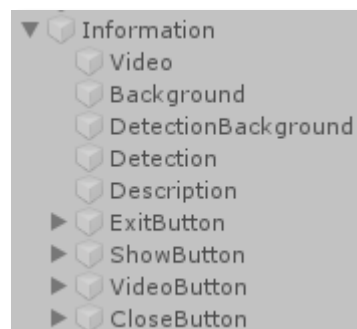 Information
Video
Background
DetectionBackground
Detection
Description
ExitButton
ShowButton
VideoButton
CloseButton